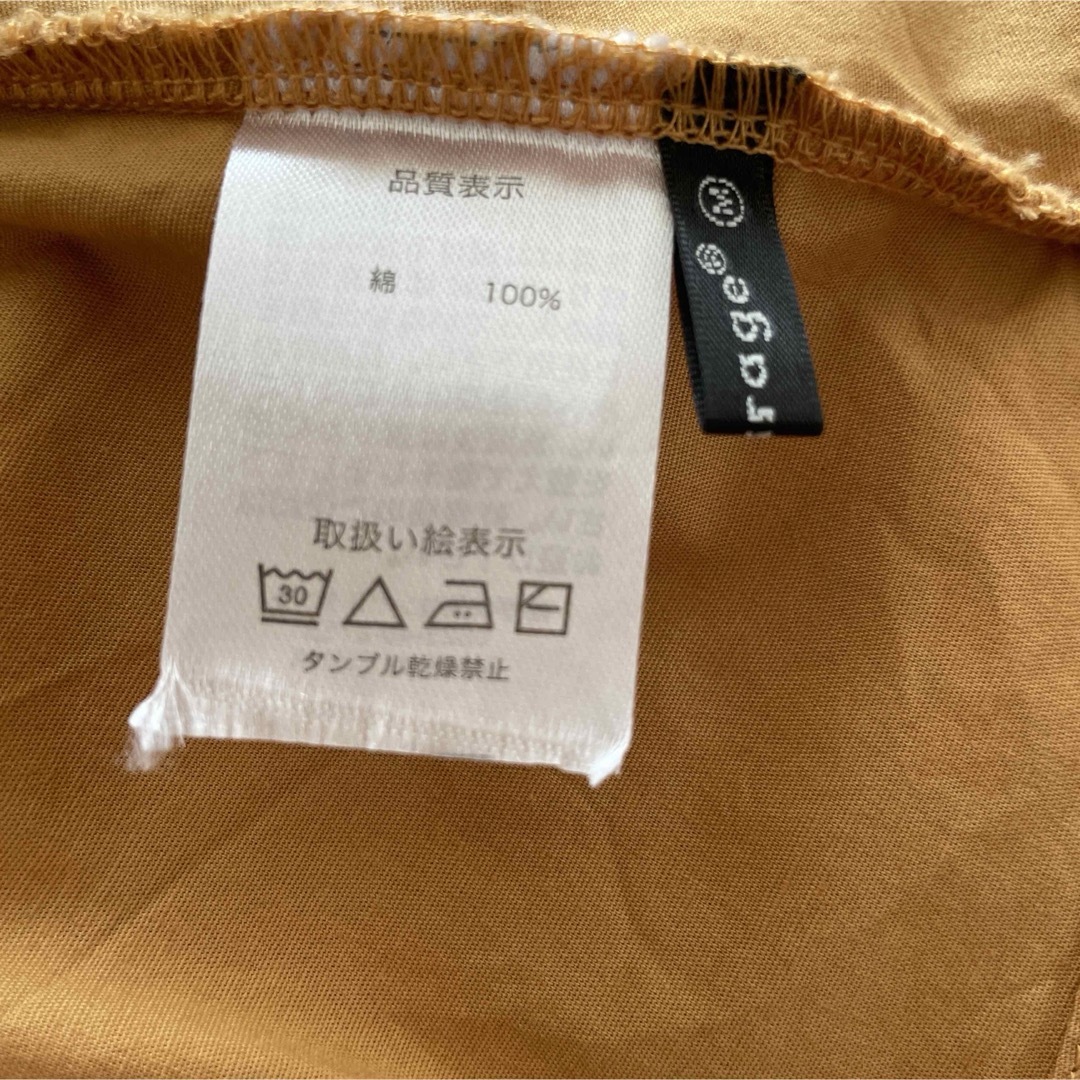 品質表示
綿 100%
取扱い絵表示
30
タンブル乾燥禁止
rage® M